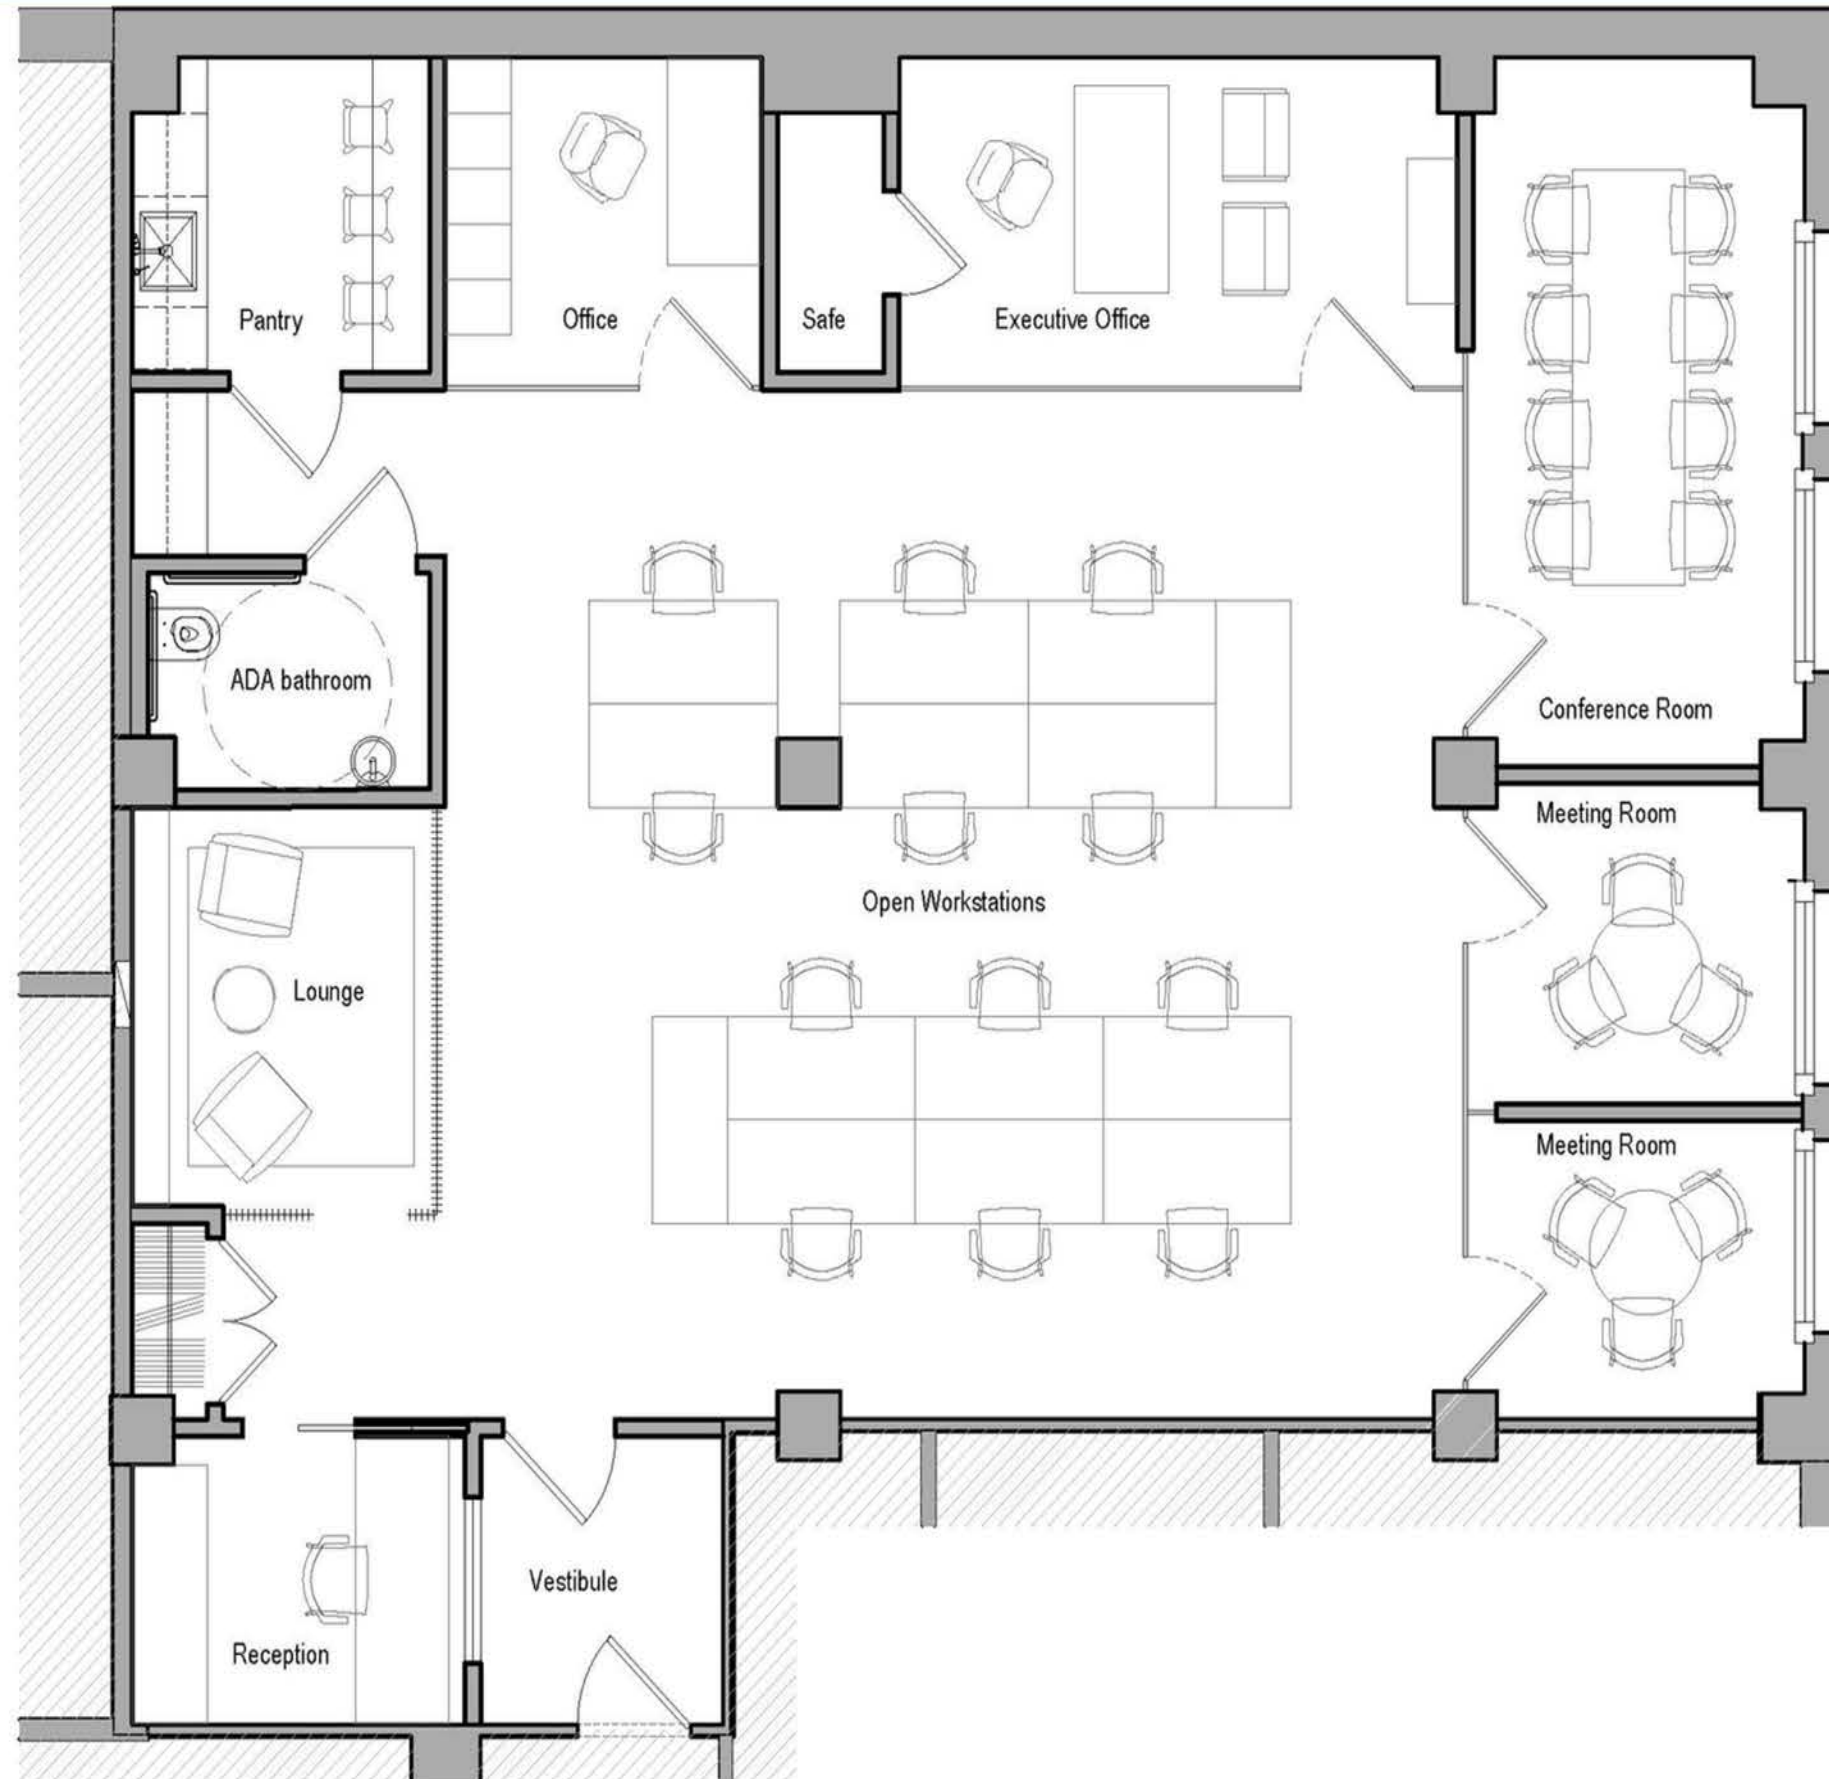 Pantry
Office
Safe
Executive Office
ADA bathroom
Conference Room
Meeting Room
Open Workstations
Lounge
Meeting Room
Vestibule
Reception